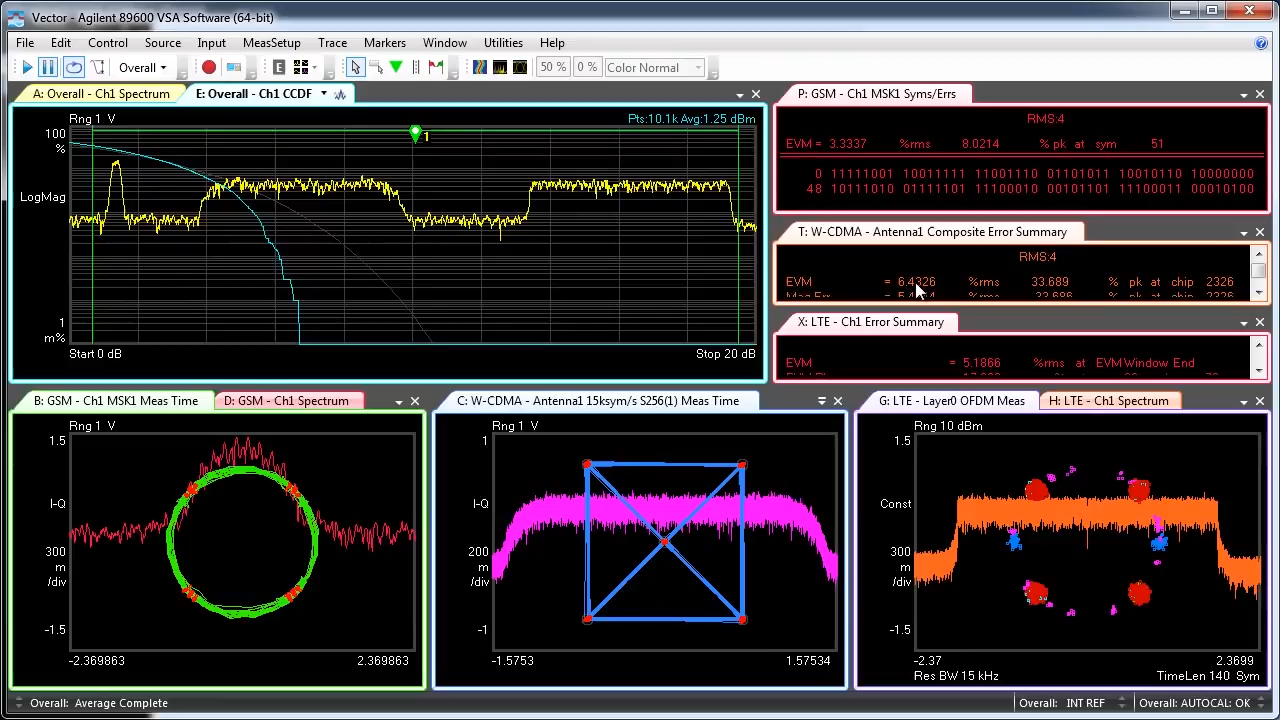 Vector - Agilent 89600 VSA Software (64-bit)
File Edit Control Source Input MeasSetup Trace Markers Window Utilities Help
Overall 50 % 0 % Color Normal
A: Overall - Ch1 Spectrum E: Overall - Ch1 CCDF
Rng 1 V Pts:10.1k Avg:1.25 dBm
100
%
1
LogMag
1
m%
Start 0 dB Stop 20 dB
P: GSM - Ch1 MSK1 Syms/Errs
RMS:4
EVM = 3.3337 %rms 8.0214 % pk at sym 51
0 11111001 00011111 11001110 01101101 10010110 10000000
48 10111010 01111101 11100010 00101101 11100011 00010100
T: W-CDMA - Antenna1 Composite Error Summary
RMS:4
EVM = 6.4326 %rms 33.689 % pk at chip 2326
X: LTE - Ch1 Error Summary
EVM = 5.1866 %rms at EVMWindow End
B: GSM - Ch1 MSK1 Meas Time D: GSM - Ch1 Spectrum
Rng 1 V
1.5
I-Q
300
m
/div
-1.5
-2.369863 2.369863
C: W-CDMA - Antenna1 15ksym/s S256(1) Meas Time
Rng 1 V
1
I-Q
200
m
/div
-1
-1.5753 1.57534
G: LTE - Layer0 OFDM Meas H: LTE - Ch1 Spectrum
Rng 10 dBm
1.5
Const
300
m
/div
-1.5
-2.37 2.3699
Res BW 15 kHz TimeLen 140 Sym
Overall: Average Complete Overall: INT REF Overall: AUTOCAL: OK